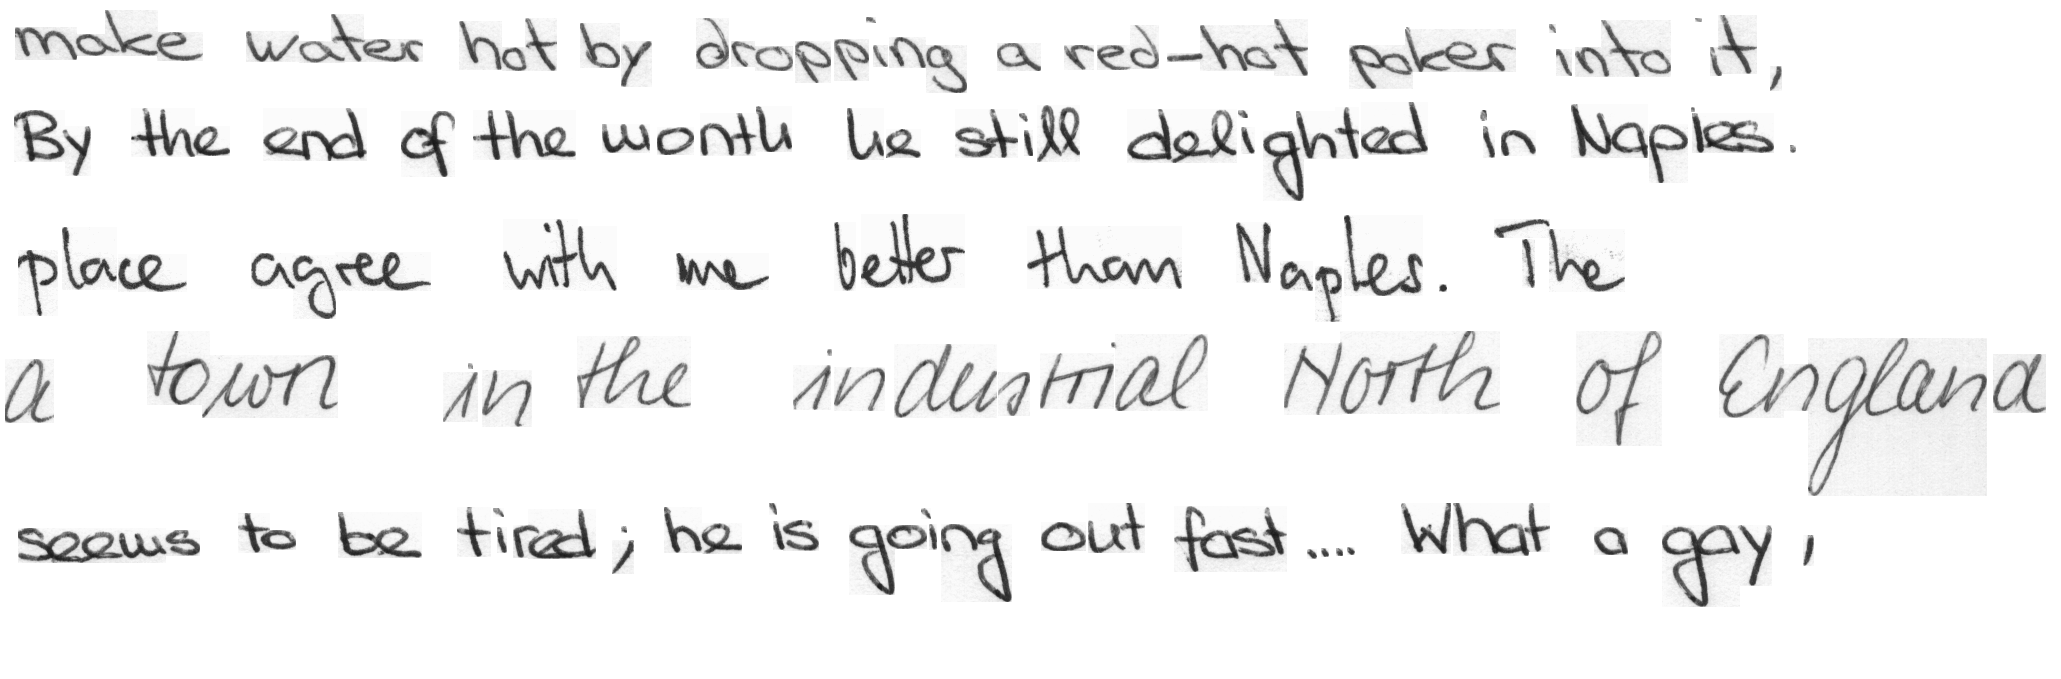 make water hot by dropping a red-hot poker into it,
By the end of the month he still delighted in Naples.
place agree with me better than Naples. The
a town in the industrial North of England
seems to be tired; he is going out fast.... What a gay,